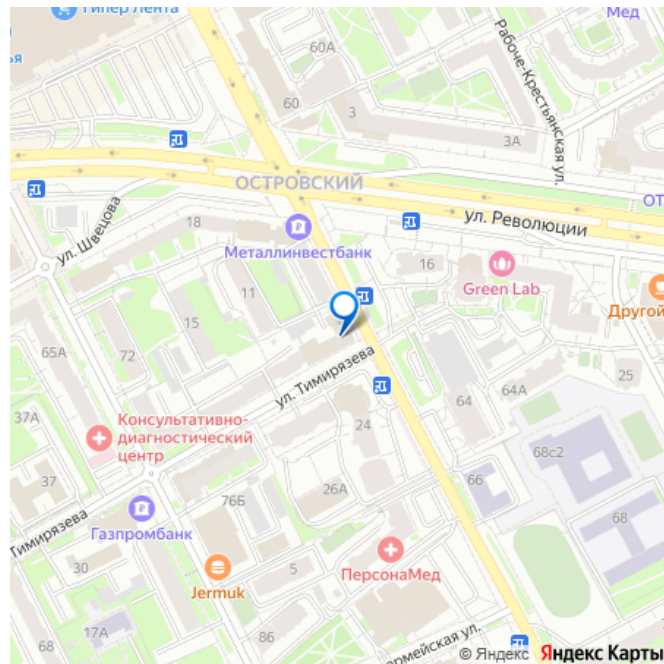 Гипер Лента
Мед
60А
60
3
3А
Рабоче-Крестьянская ул.
ья
ОСТРОВСКИЙ
ОТ
ул. Революции
ул. Швецова
18
Металлинвестбанк
16
Green Lab
11
Другой
15
65А
72
ул. Тимирязева
25
64А
64
37А
Консультативно-
диагностический
центр
24
68с2
37
66
26А
76Б
68
Тимирязева
Газпромбанк
ПерсонаМед
5
Jermuk
30
17А
86
68
рмейская ул.
© Яндекс Яндекс Карты